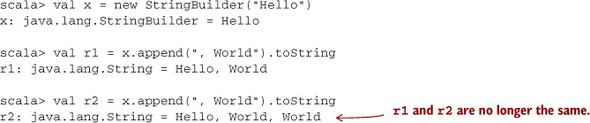 scala> val x = new StringBuilder("Hello")
x: java.lang.StringBuilder = Hello
scala> val r1 = x.append(", World").toString
r1: java.lang.String = Hello, World
scala> val r2 = x.append(", World").toString
r2: java.lang.String = Hello, World, World
r1 and r2 are no longer the same.